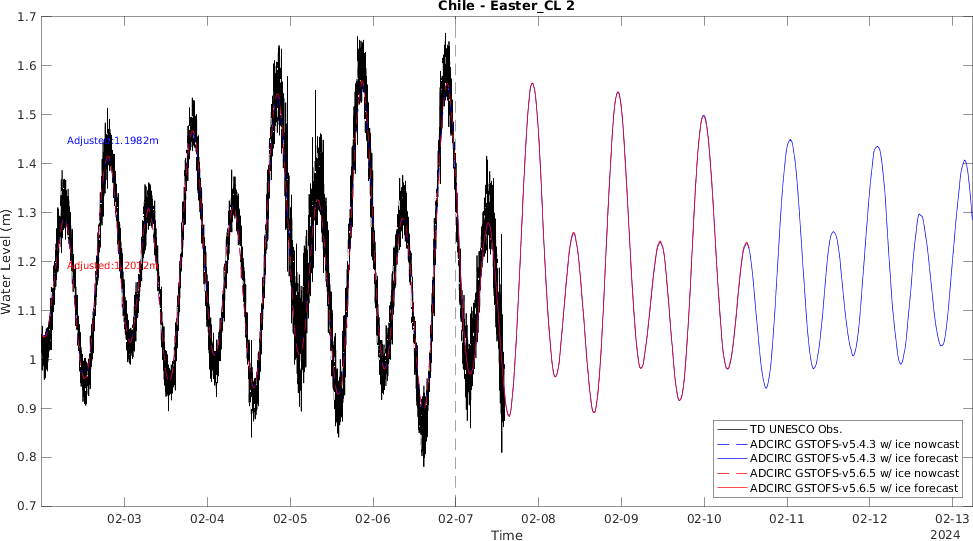 Chile - Easter_CL 2
1.7
1.6
1.5
1.4
1.3
1.2
1.1
1
0.9
0.8
0.7
Water Level (m)
Adjusted:1.1982m
Adjusted:1.2012m
TD UNESCO Obs.
ADCIRC GSTOFS-v5.4.3 w/ ice nowcast
ADCIRC GSTOFS-v5.4.3 w/ ice forecast
ADCIRC GSTOFS-v5.6.5 w/ ice nowcast
ADCIRC GSTOFS-v5.6.5 w/ ice forecast
02-03 02-04 02-05 02-06 02-07 02-08 02-09 02-10 02-11 02-12 02-13
Time
2024